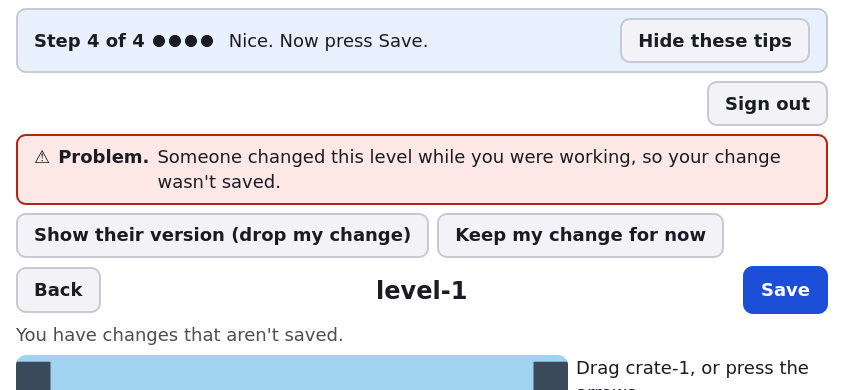 Step 4 of 4 ●●●● Nice. Now press Save.
Hide these tips
Sign out
⚠ Problem. Someone changed this level while you were working, so your change
wasn't saved.
Show their version (drop my change)
Keep my change for now
Back
level-1
Save
You have changes that aren't saved.
Drag crate-1, or press the